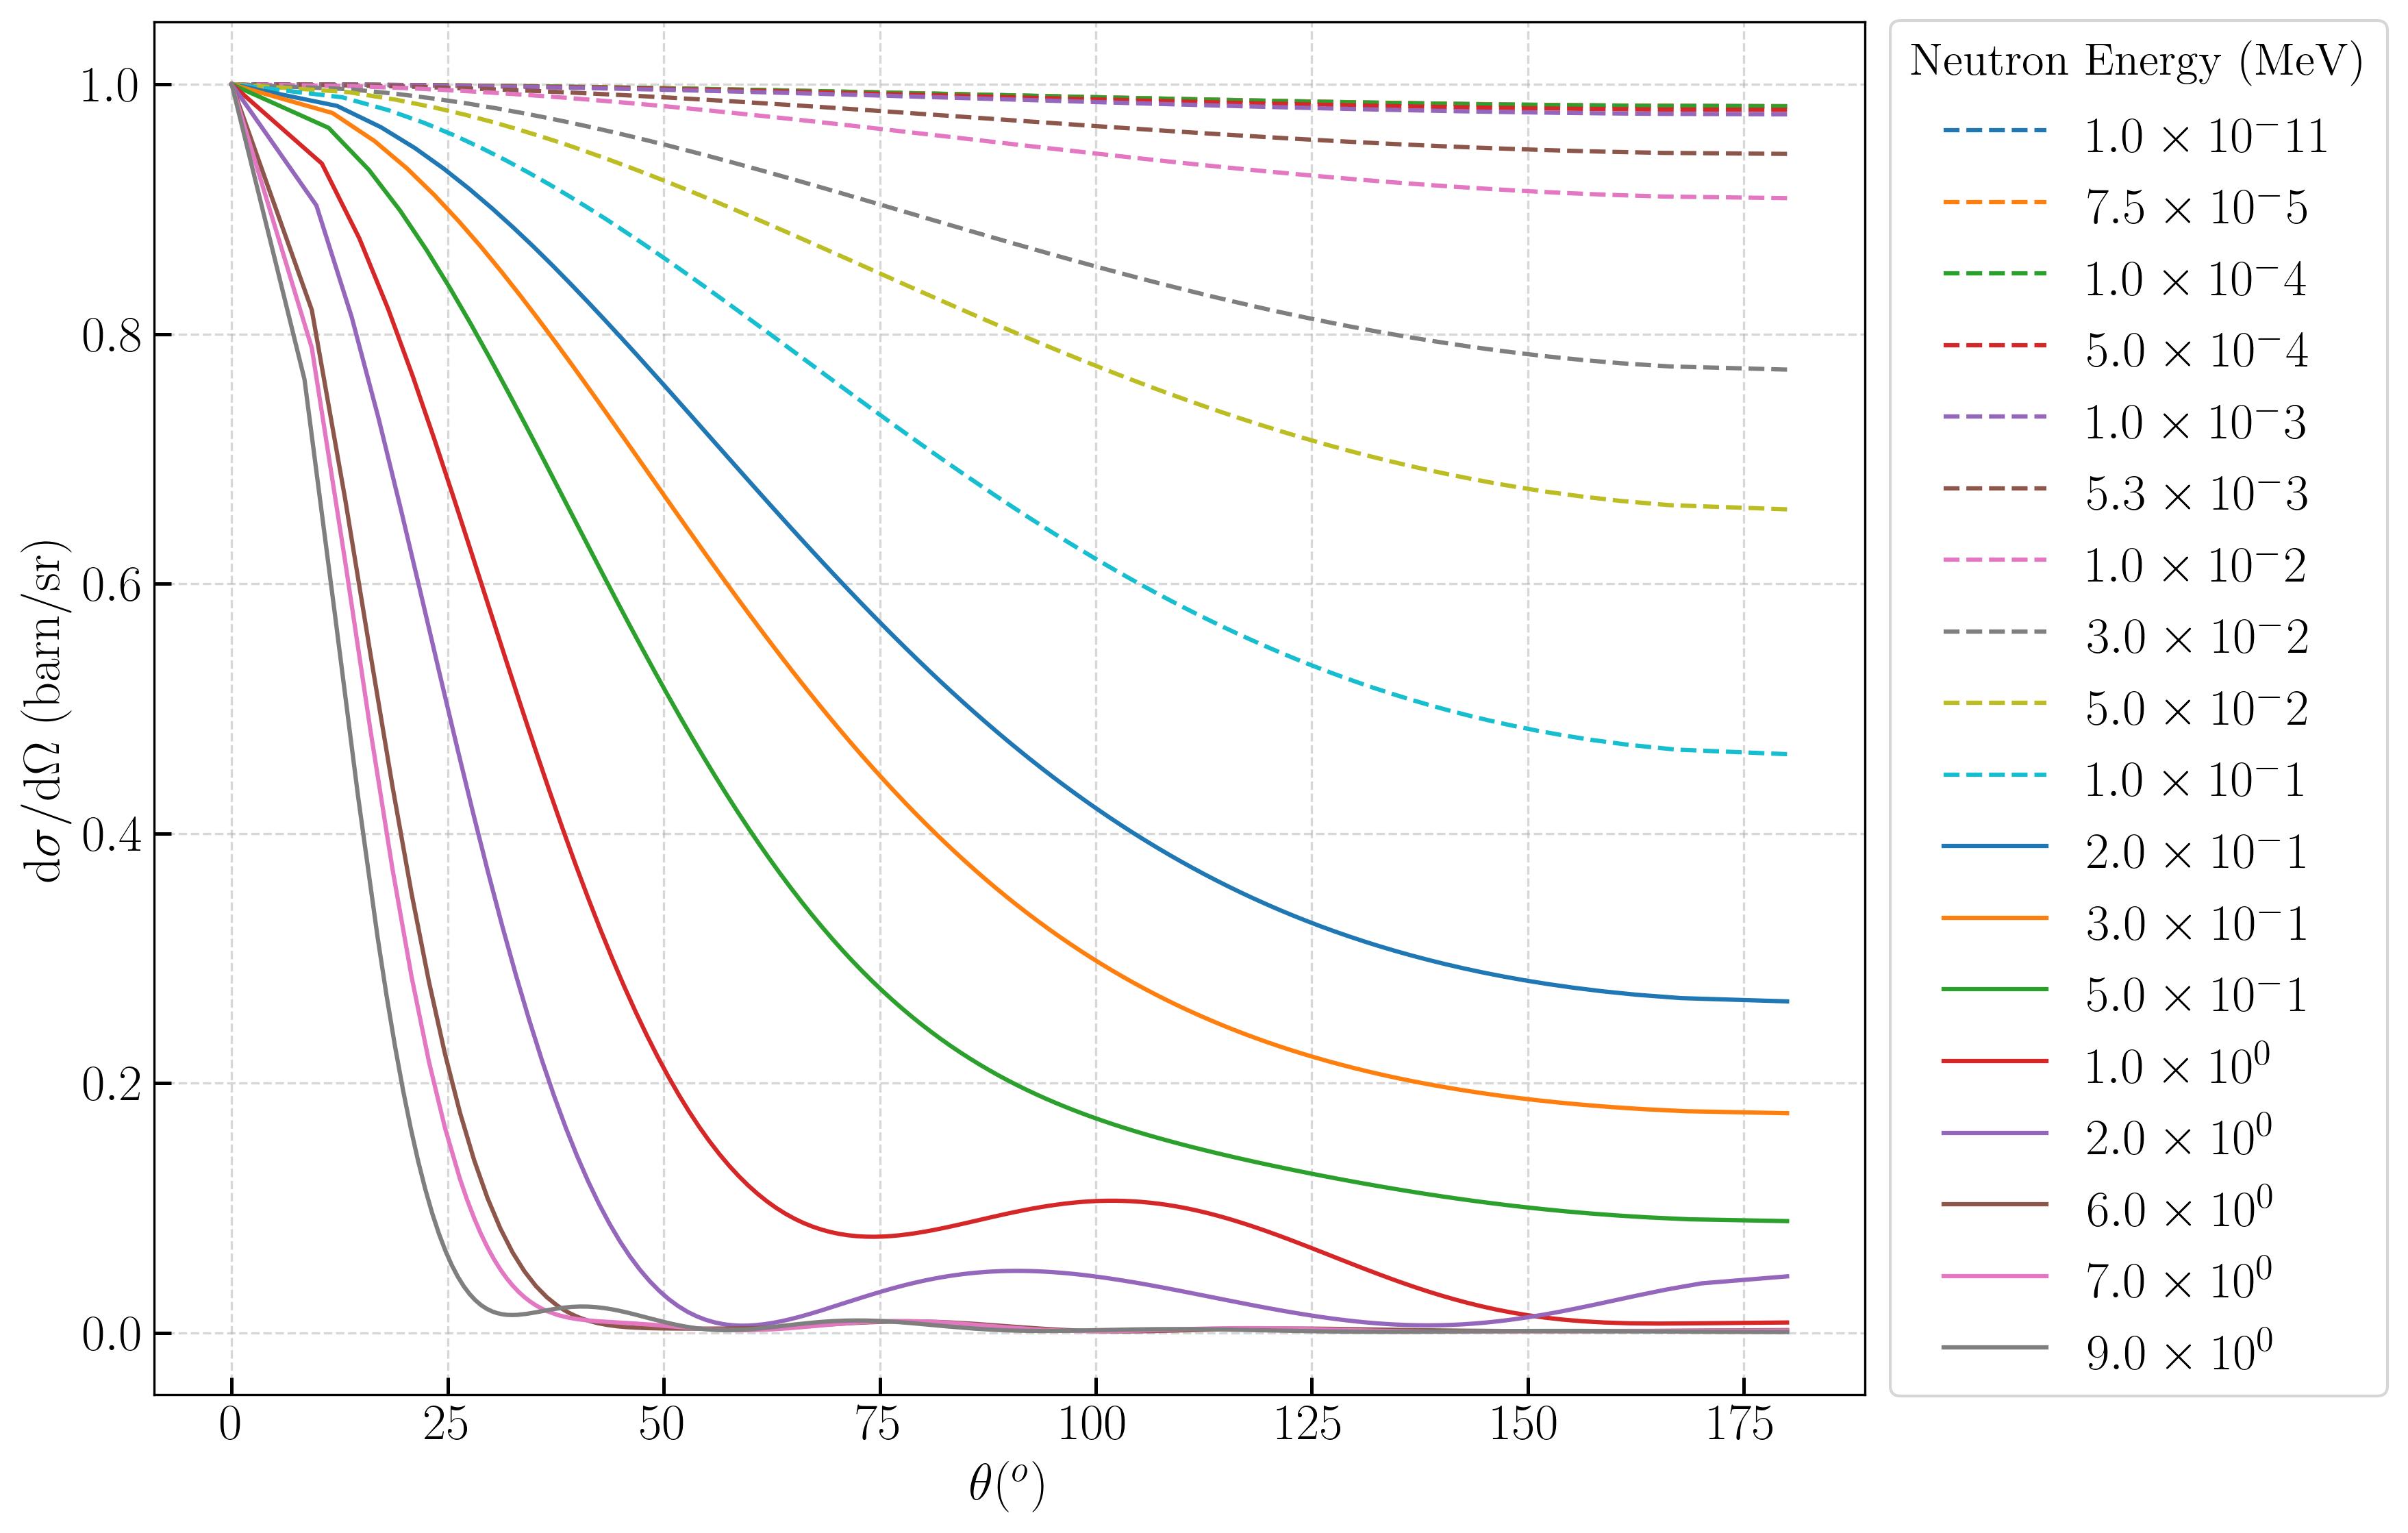 1.0
0.8
0.6
0.4
0.2
0.0
dσ/dΩ (barn/sr)
0 25 50 75 100 125 150 175
θ(°)
Neutron Energy (MeV)
1.0 × 10⁻11
7.5 × 10⁻5
1.0 × 10⁻4
5.0 × 10⁻4
1.0 × 10⁻3
5.3 × 10⁻3
1.0 × 10⁻2
3.0 × 10⁻2
5.0 × 10⁻2
1.0 × 10⁻1
2.0 × 10⁻1
3.0 × 10⁻1
5.0 × 10⁻1
1.0 × 10⁰
2.0 × 10⁰
6.0 × 10⁰
7.0 × 10⁰
9.0 × 10⁰